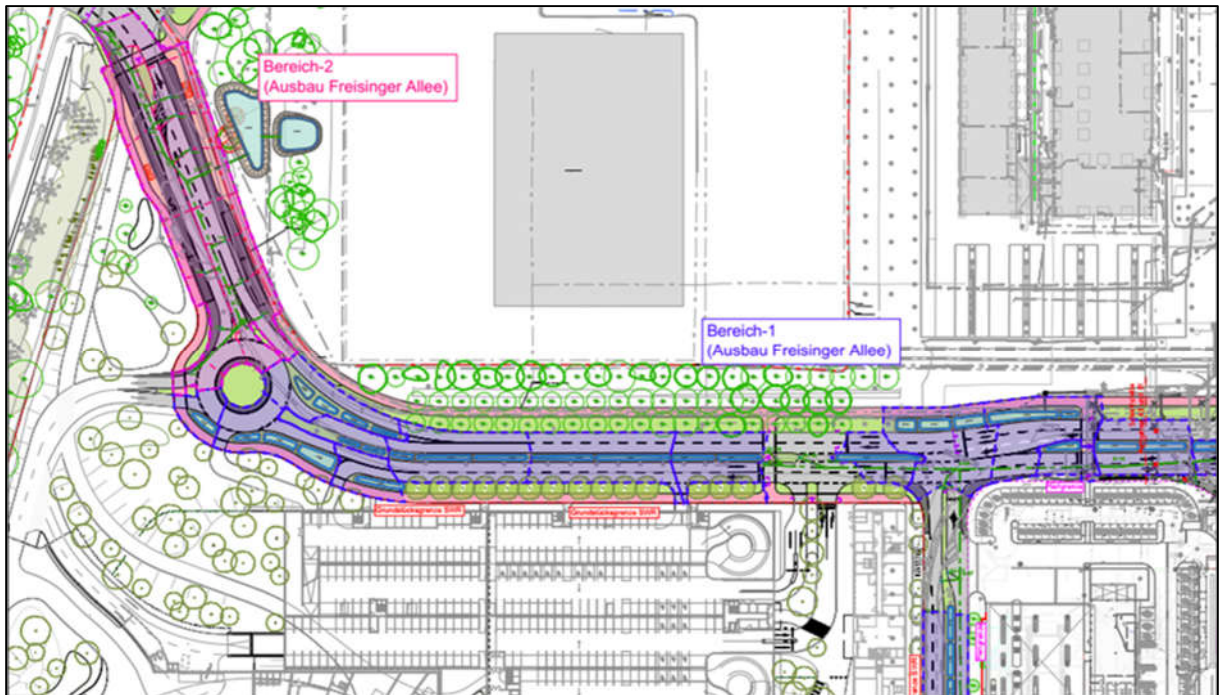 Bereich-2
(Ausbau Freisinger Allee)
Bereich-1
(Ausbau Freisinger Allee)
Grundstücksgrenze SWR
Grundstücksgrenze SWR